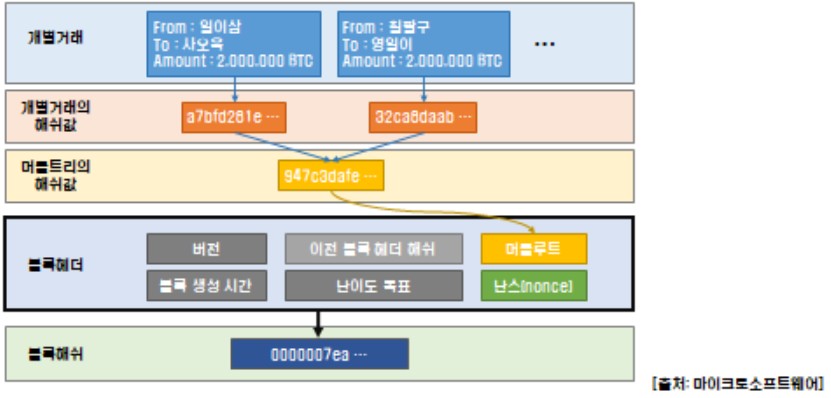 개별거래
From : 일이삼
To : 사오육
Amount : 2.000.000 BTC
From : 칠팔구
To : 영일이
Amount : 2.000.000 BTC
...
개별거래의
해쉬값
a7bfd261e ...
32ca8daab ...
머클트리의
해쉬값
947c3dafe ...
블록헤더
버전
이전 블록 헤더 해쉬
머클루트
블록 생성 시간
난이도 목표
난스(nonce)
블록해쉬
0000007ea ...
[출처: 마이크로소프트웨어]